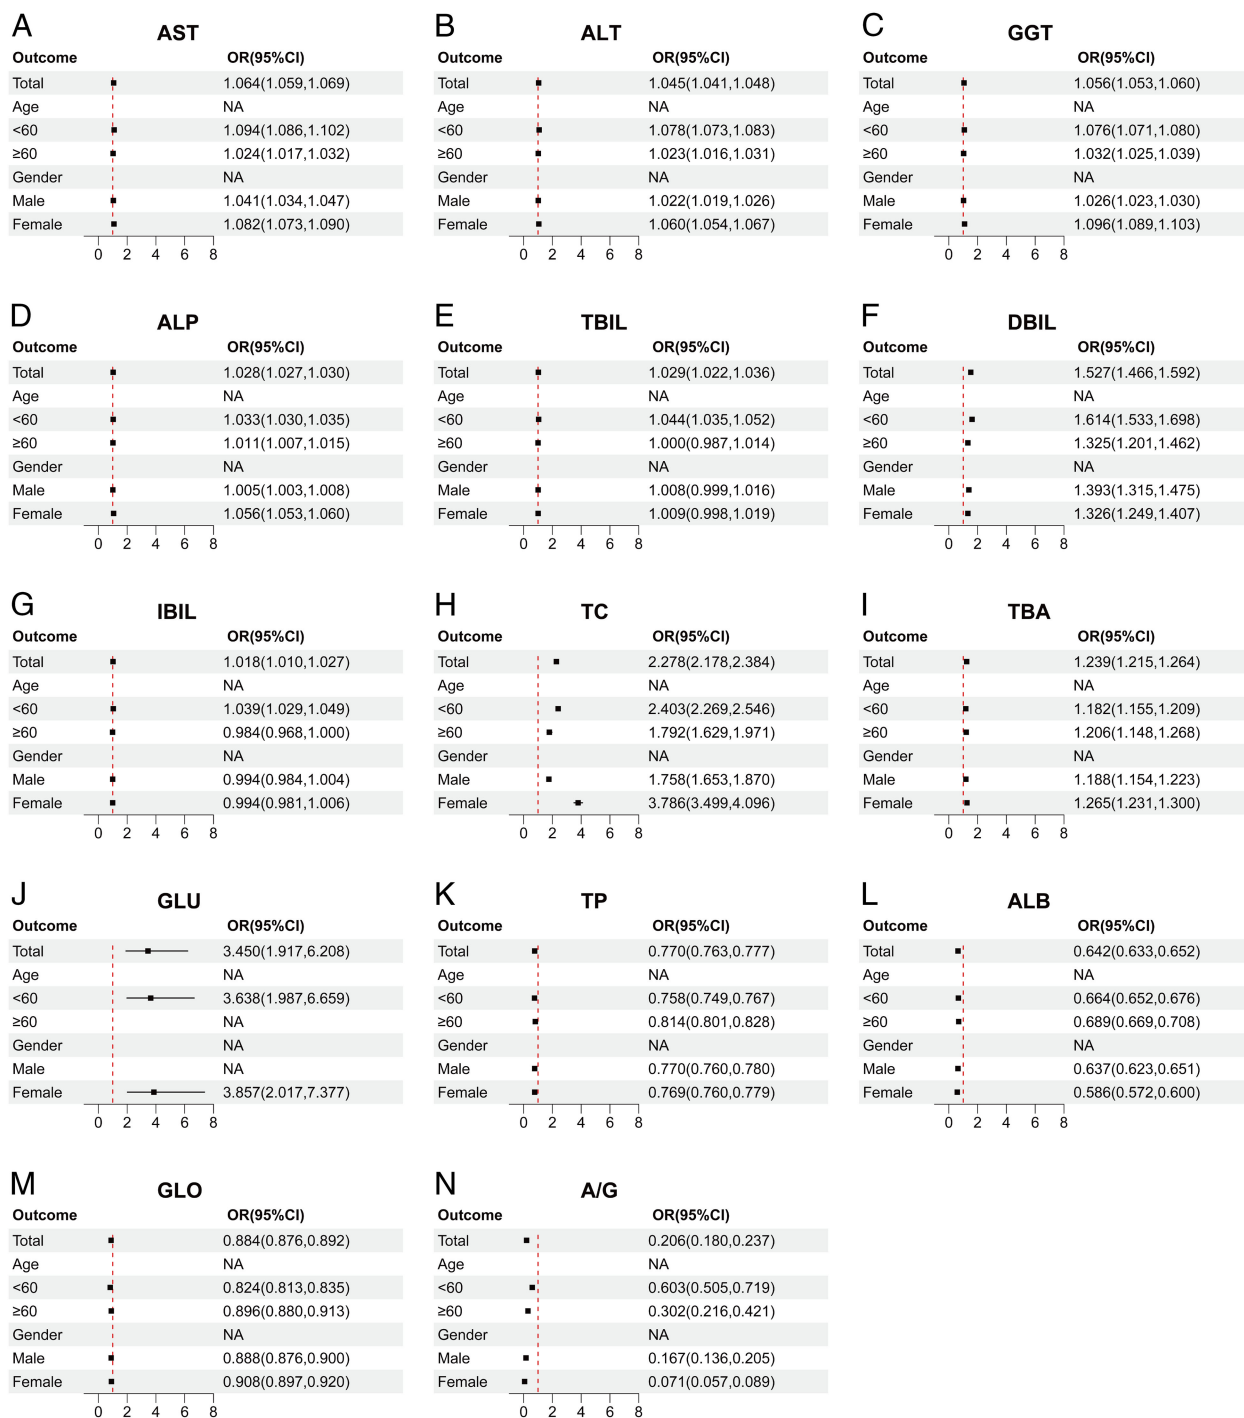 A AST
Outcome OR(95%CI)
Total 1.064(1.059,1.069)
Age NA
<60 1.094(1.086,1.102)
≥60 1.024(1.017,1.032)
Gender NA
Male 1.041(1.034,1.047)
Female 1.082(1.073,1.090)
0 2 4 6 8
B ALT
Outcome OR(95%CI)
Total 1.045(1.041,1.048)
Age NA
<60 1.078(1.073,1.083)
≥60 1.023(1.016,1.031)
Gender NA
Male 1.022(1.019,1.026)
Female 1.060(1.054,1.067)
0 2 4 6 8
C GGT
Outcome OR(95%CI)
Total 1.056(1.053,1.060)
Age NA
<60 1.076(1.071,1.080)
≥60 1.032(1.025,1.039)
Gender NA
Male 1.026(1.023,1.030)
Female 1.096(1.089,1.103)
0 2 4 6 8
D ALP
Outcome OR(95%CI)
Total 1.028(1.027,1.030)
Age NA
<60 1.033(1.030,1.035)
≥60 1.011(1.007,1.015)
Gender NA
Male 1.005(1.003,1.008)
Female 1.056(1.053,1.060)
0 2 4 6 8
E TBIL
Outcome OR(95%CI)
Total 1.029(1.022,1.036)
Age NA
<60 1.044(1.035,1.052)
≥60 1.000(0.987,1.014)
Gender NA
Male 1.008(0.999,1.016)
Female 1.009(0.998,1.019)
0 2 4 6 8
F DBIL
Outcome OR(95%CI)
Total 1.527(1.466,1.592)
Age NA
<60 1.614(1.533,1.698)
≥60 1.325(1.201,1.462)
Gender NA
Male 1.393(1.315,1.475)
Female 1.326(1.249,1.407)
0 2 4 6 8
G IBIL
Outcome OR(95%CI)
Total 1.018(1.010,1.027)
Age NA
<60 1.039(1.029,1.049)
≥60 0.984(0.968,1.000)
Gender NA
Male 0.994(0.984,1.004)
Female 0.994(0.981,1.006)
0 2 4 6 8
H TC
Outcome OR(95%CI)
Total 2.278(2.178,2.384)
Age NA
<60 2.403(2.269,2.546)
≥60 1.792(1.629,1.971)
Gender NA
Male 1.758(1.653,1.870)
Female 3.786(3.499,4.096)
0 2 4 6 8
I TBA
Outcome OR(95%CI)
Total 1.239(1.215,1.264)
Age NA
<60 1.182(1.155,1.209)
≥60 1.206(1.148,1.268)
Gender NA
Male 1.188(1.154,1.223)
Female 1.265(1.231,1.300)
0 2 4 6 8
J GLU
Outcome OR(95%CI)
Total 3.450(1.917,6.208)
Age NA
<60 3.638(1.987,6.659)
≥60 NA
Gender NA
Male NA
Female 3.857(2.017,7.377)
0 2 4 6 8
K TP
Outcome OR(95%CI)
Total 0.770(0.763,0.777)
Age NA
<60 0.758(0.749,0.767)
≥60 0.814(0.801,0.828)
Gender NA
Male 0.770(0.760,0.780)
Female 0.769(0.760,0.779)
0 2 4 6 8
L ALB
Outcome OR(95%CI)
Total 0.642(0.633,0.652)
Age NA
<60 0.664(0.652,0.676)
≥60 0.689(0.669,0.708)
Gender NA
Male 0.637(0.623,0.651)
Female 0.586(0.572,0.600)
0 2 4 6 8
M GLO
Outcome OR(95%CI)
Total 0.884(0.876,0.892)
Age NA
<60 0.824(0.813,0.835)
≥60 0.896(0.880,0.913)
Gender NA
Male 0.888(0.876,0.900)
Female 0.908(0.897,0.920)
0 2 4 6 8
N A/G
Outcome OR(95%CI)
Total 0.206(0.180,0.237)
Age NA
<60 0.603(0.505,0.719)
≥60 0.302(0.216,0.421)
Gender NA
Male 0.167(0.136,0.205)
Female 0.071(0.057,0.089)
0 2 4 6 8